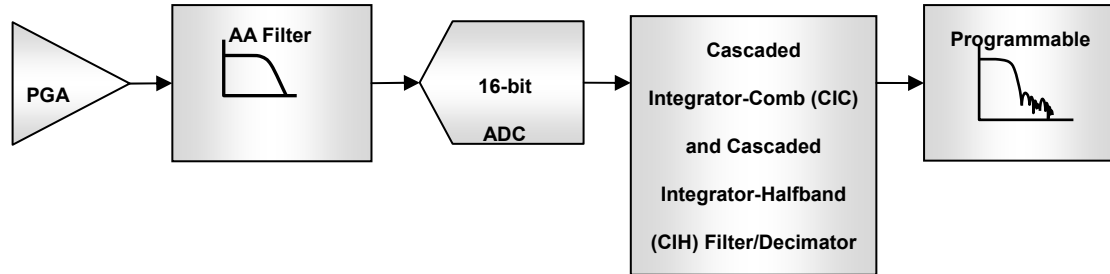 PGA
AA Filter
16-bit
ADC
Cascaded
Integrator-Comb (CIC)
and Cascaded
Integrator-Halfband
(CIH) Filter/Decimator
Programmable